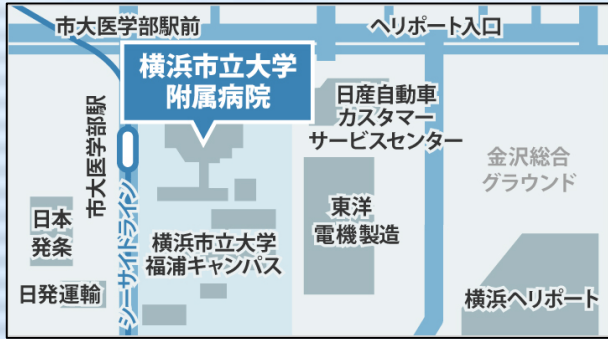 市大医学部駅前
ヘリポート入口
横浜市立大学
附属病院
日産自動車
カスタマー
サービスセンター
市大医学部駅
金沢総合
グラウンド
シーサイドライン
日本
発条
横浜市立大学
福浦キャンパス
東洋
電機製造
日発運輸
横浜ヘリポート